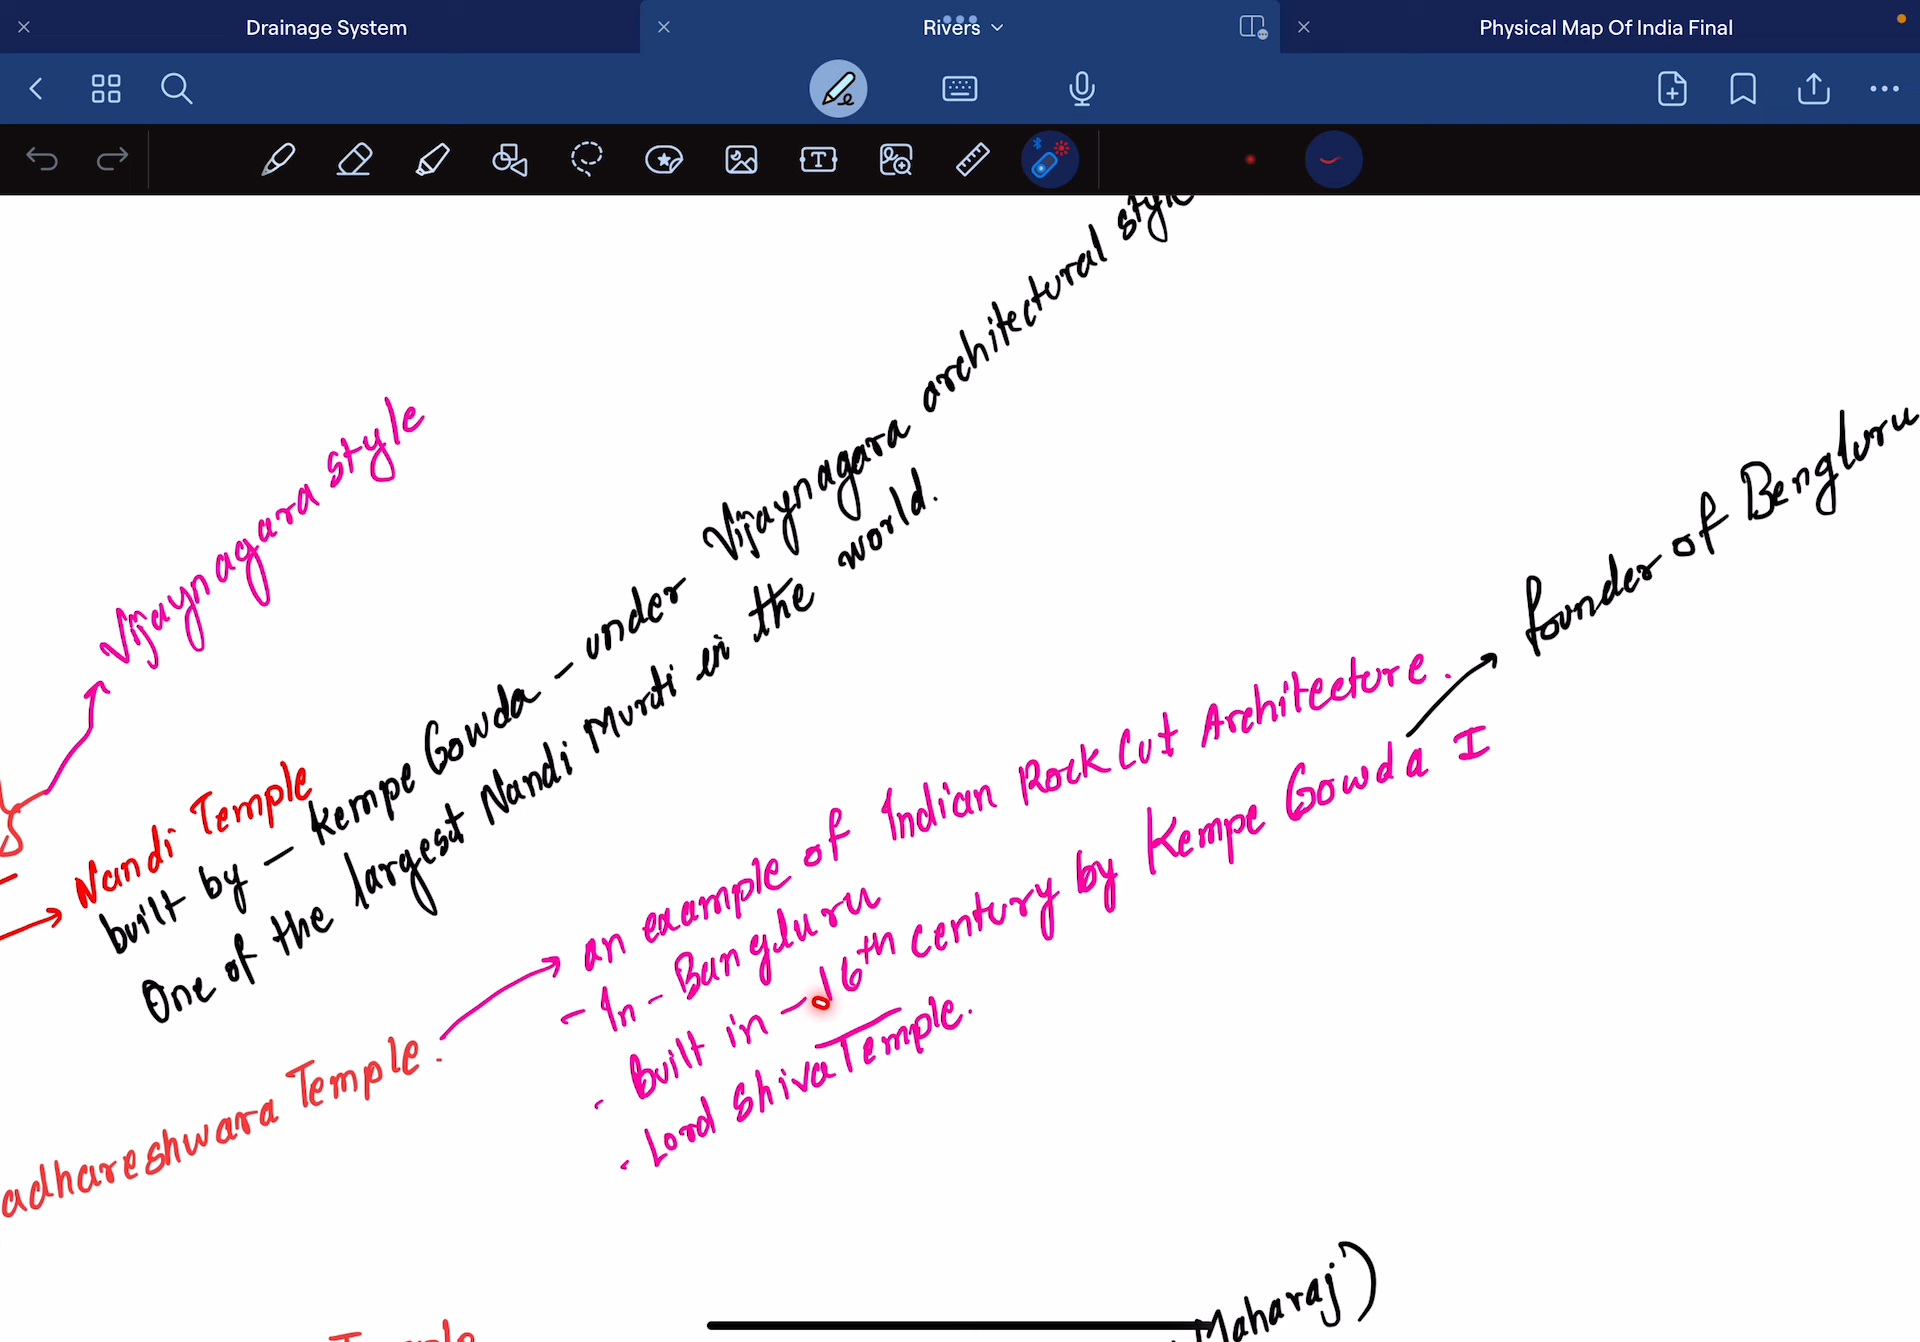 Drainage System
Rivers
Physical Map Of India Final
Vijaynagara style
Nandi Temple
built by - Kempe Gowda - under Vijaynagara architectural style
One of the largest Nandi Murti in the world.
adhareshwara Temple.
an example of Indian Rock Cut Architecture.
- In - Bangluru
- Built in - 16th century by Kempe Gowda I
founder of Bengluru
- Lord Shiva Temple.
Maharaj)
Temple